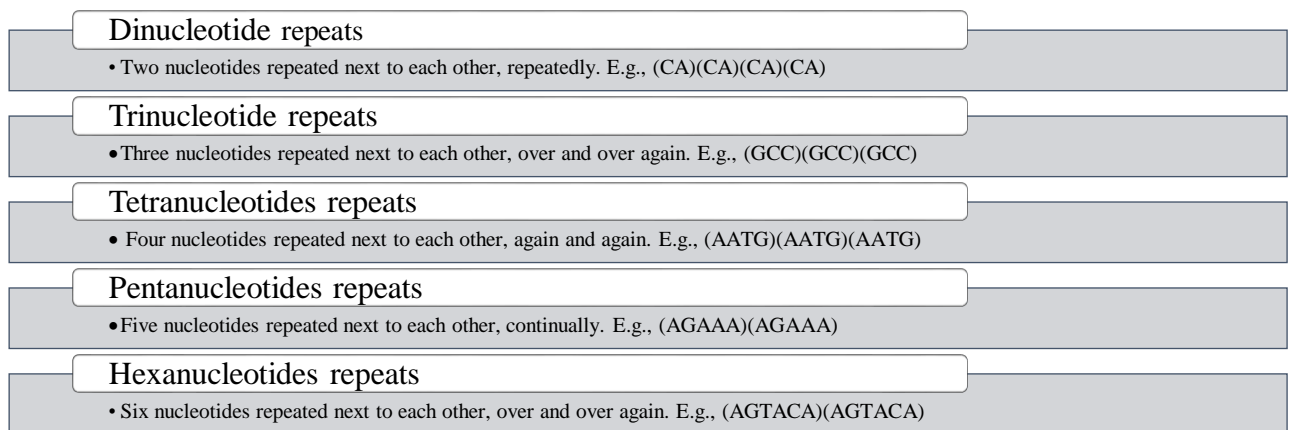 Dinucleotide repeats
• Two nucleotides repeated next to each other, repeatedly. E.g., (CA)(CA)(CA)(CA)
Trinucleotide repeats
• Three nucleotides repeated next to each other, over and over again. E.g., (GCC)(GCC)(GCC)
Tetranucleotides repeats
• Four nucleotides repeated next to each other, again and again. E.g., (AATG)(AATG)(AATG)
Pentanucleotides repeats
• Five nucleotides repeated next to each other, continually. E.g., (AGAAA)(AGAAA)
Hexanucleotides repeats
• Six nucleotides repeated next to each other, over and over again. E.g., (AGTACA)(AGTACA)